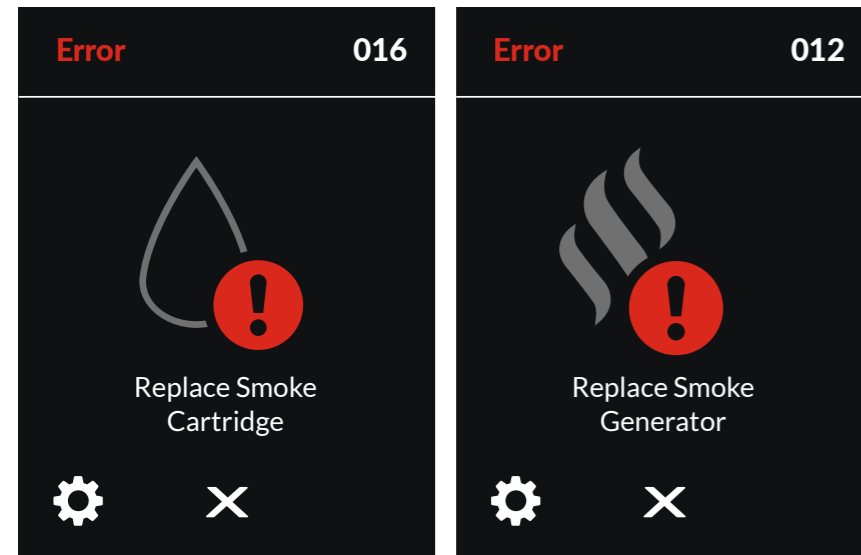 Error 016
Replace Smoke
Cartridge
Error 012
Replace Smoke
Generator